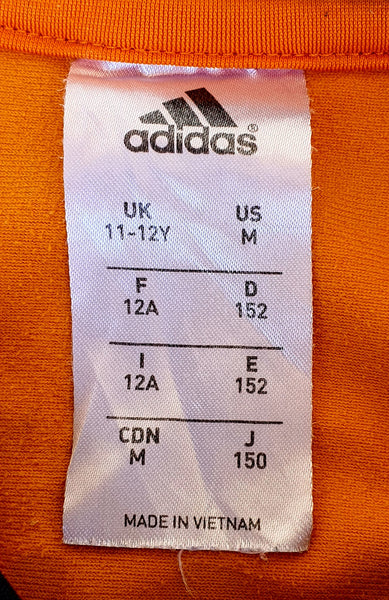 adidas®
UK US
11-12Y M
F D
12A 152
I E
12A 152
CDN J
M 150
MADE IN VIETNAM